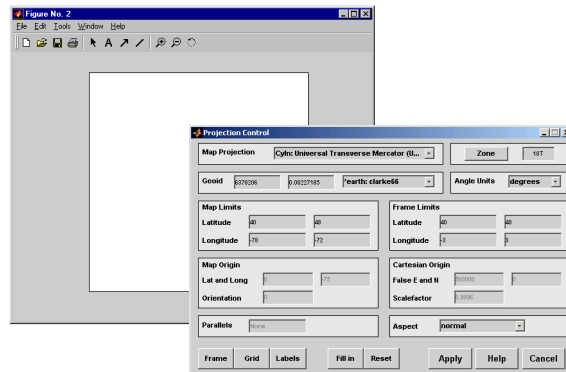 Figure No. 2
File Edit Tools Window Help
Projection Control
Map Projection Cyln: Universal Transverse Mercator (U... Zone 18T
Geoid 6378206 0.08227185 *earth: clarke66 Angle Units degrees
Map Limits
Latitude 40 48
Longitude -78 -72
Frame Limits
Latitude 40 48
Longitude -3 3
Map Origin
Lat and Long 0 -75
Orientation 0
Cartesian Origin
False E and N 500000 0
Scalefactor 0.9996
Parallels None
Aspect normal
Frame Grid Labels Fill in Reset Apply Help Cancel